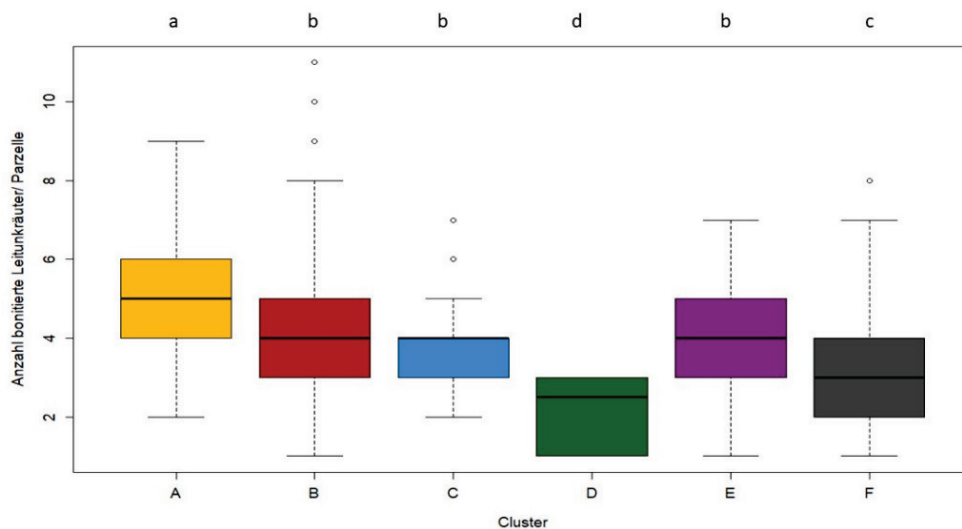 a b b d b c
Anzahl bonitierte Leitunkräuter/ Parzelle
10
8
6
4
2
A B C D E F
Cluster